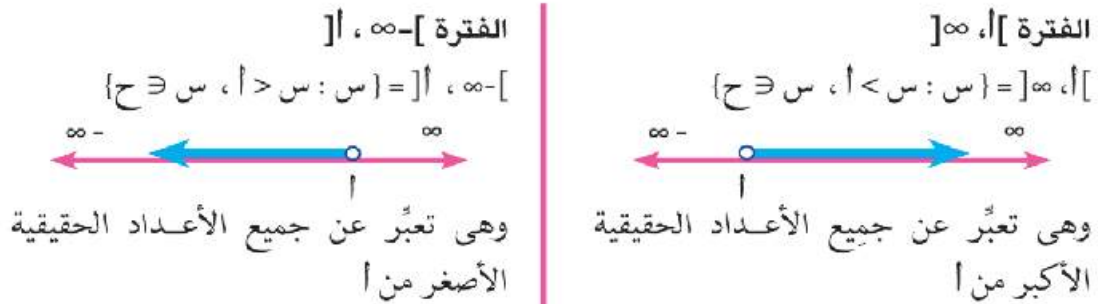 الفترة ]أ، ∞[
]أ، ∞[ = {س : س > أ ، س ∈ ح}
∞ -
∞
أ
وهى تعبِّر عن جميع الأعداد الحقيقية
الأكبر من أ
الفترة ]-∞ ، أ[
]-∞ ، أ[ = {س : س < أ ، س ∈ ح}
∞ -
∞
أ
وهى تعبِّر عن جميع الأعداد الحقيقية
الأصغر من أ